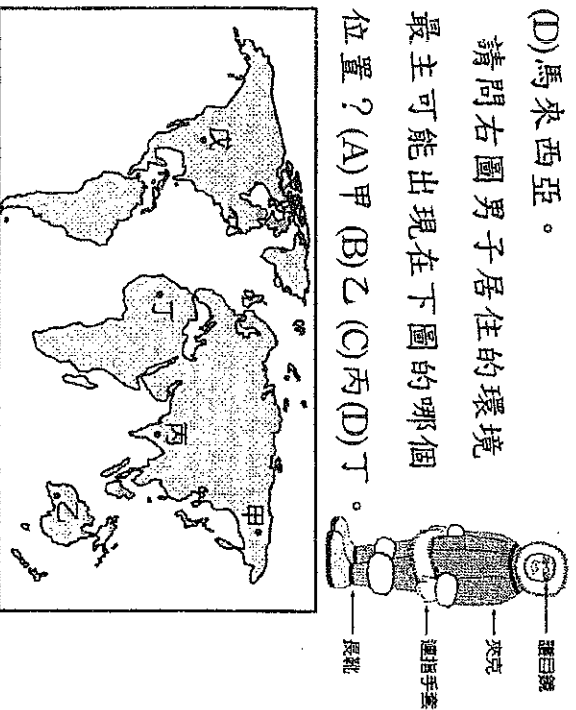 (D)馬來西亞。
請問右圖男子居住的環境
最主可能出現在下圖的哪個
位置？(A)甲 (B)乙 (C)丙(D)丁。
護目鏡
夾克
連指手套
長靴
甲
乙
丙
丁
戊